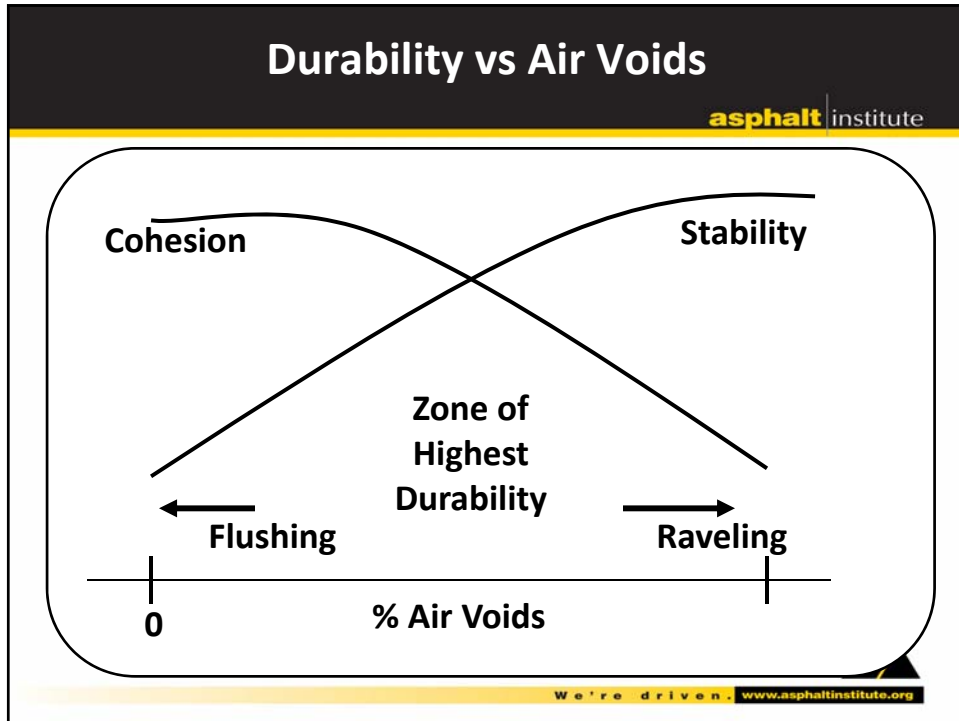 Durability vs Air Voids
asphalt institute
Cohesion
Stability
Zone of
Highest
Durability
Flushing
Raveling
0
% Air Voids
We're driven. www.asphaltinstitute.org